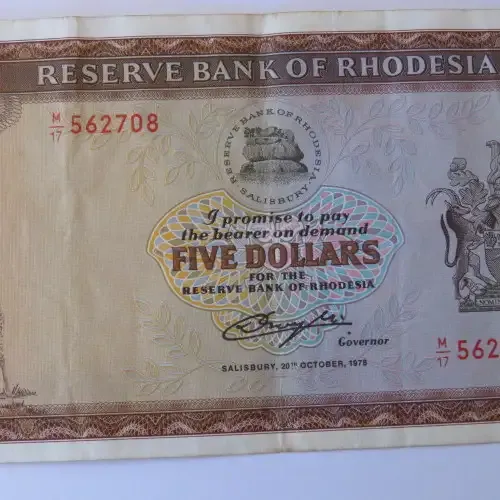 RESERVE BANK OF RHODESIA
M/17 562708
RESERVE BANK OF RHODESIA, SALISBURY.
I promise to pay
the bearer on demand
FIVE DOLLARS
FOR THE
RESERVE BANK OF RHODESIA
Governor
SALISBURY, 20TH OCTOBER, 1978
M/17 562